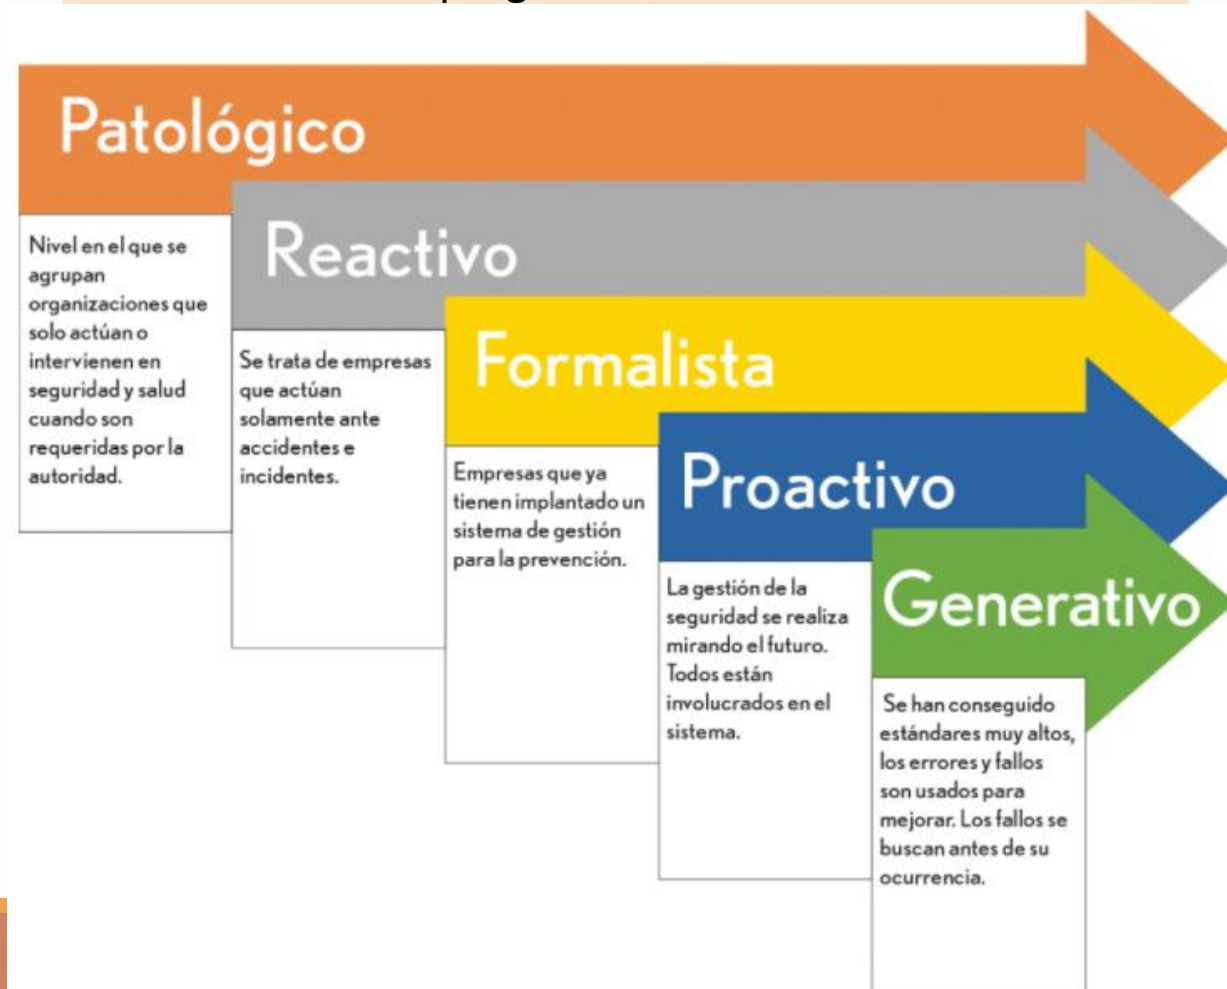 Patológico
Nivel en el que se
agrupan
organizaciones que
solo actúan o
intervienen en
seguridad y salud
cuando son
requeridas por la
autoridad.
Reactivo
Se trata de empresas
que actúan
solamente ante
accidentes e
incidentes.
Formalista
Empresas que ya
tienen implantado un
sistema de gestión
para la prevención.
Proactivo
La gestión de la
seguridad se realiza
mirando el futuro.
Todos están
involucrados en el
sistema.
Generativo
Se han conseguido
estándares muy altos,
los errores y fallos
son usados para
mejorar. Los fallos se
buscan antes de su
ocurrencia.